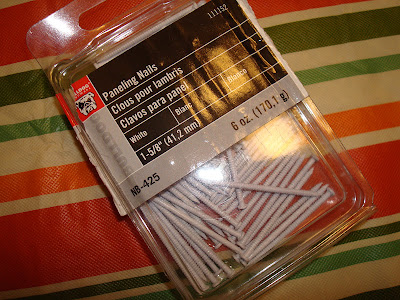 111152
Paneling Nails
Clous pour lambris
Clavos para panel
White Blanc Blanco
1-5/8" (41.2 mm) 6 oz. (170.1 g)
NB-425